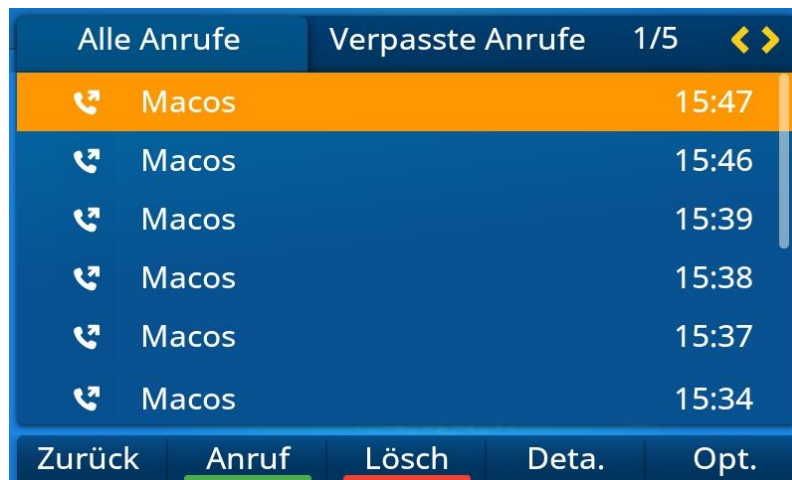 Alle Anrufe Verpasste Anrufe 1/5
Macos 15:47
Macos 15:46
Macos 15:39
Macos 15:38
Macos 15:37
Macos 15:34
Zurück Anruf Lösch Deta. Opt.